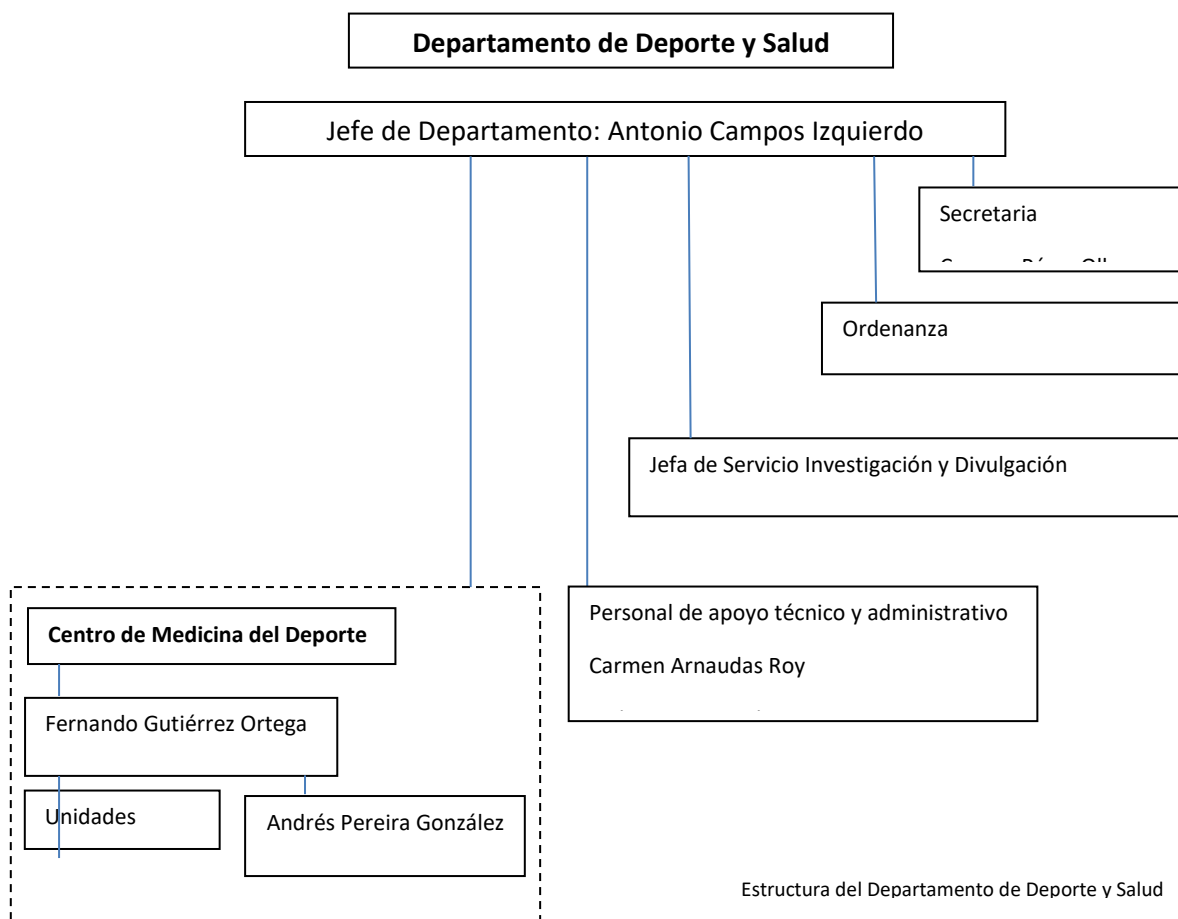 Departamento de Deporte y Salud
Jefe de Departamento: Antonio Campos Izquierdo
Secretaria
Ordenanza
Jefa de Servicio Investigación y Divulgación
Personal de apoyo técnico y administrativo
Carmen Arnaudas Roy
Centro de Medicina del Deporte
Fernando Gutiérrez Ortega
Unidades
Andrés Pereira González
Estructura del Departamento de Deporte y Salud